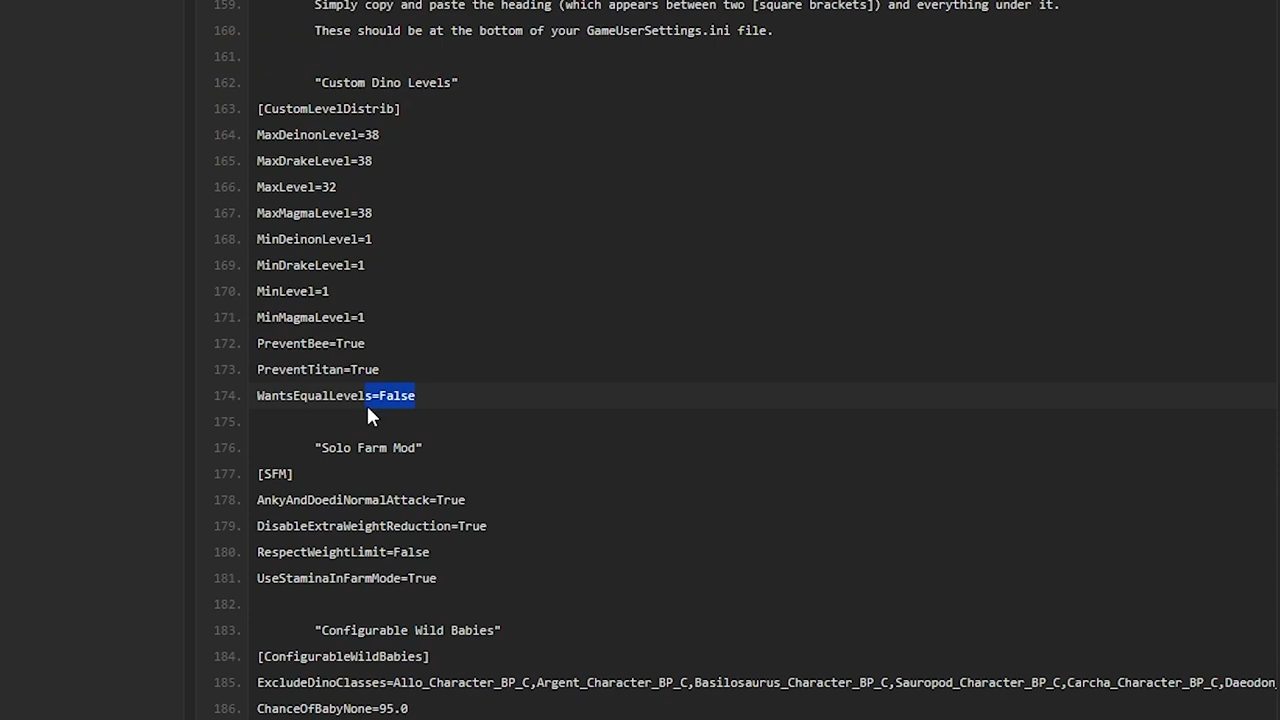 159. Simply copy and paste the heading (which appears between two [square brackets]) and everything under it.
160. These should be at the bottom of your GameUserSettings.ini file.
161.
162. "Custom Dino Levels"
163. [CustomLevelDistrib]
164. MaxDeinonLevel=38
165. MaxDrakeLevel=38
166. MaxLevel=32
167. MaxMagmaLevel=38
168. MinDeinonLevel=1
169. MinDrakeLevel=1
170. MinLevel=1
171. MinMagmaLevel=1
172. PreventBee=True
173. PreventTitan=True
174. WantsEqualLevels=False
175.
176. "Solo Farm Mod"
177. [SFM]
178. AnkyAndDoediNormalAttack=True
179. DisableExtraWeightReduction=True
180. RespectWeightLimit=False
181. UseStaminaInFarmMode=True
182.
183. "Configurable Wild Babies"
184. [ConfigurableWildBabies]
185. ExcludeDinoClasses=Allo_Character_BP_C,Argent_Character_BP_C,Basilosaurus_Character_BP_C,Sauropod_Character_BP_C,Carcha_Character_BP_C,Daeodon
186. ChanceOfBabyNone=95.0